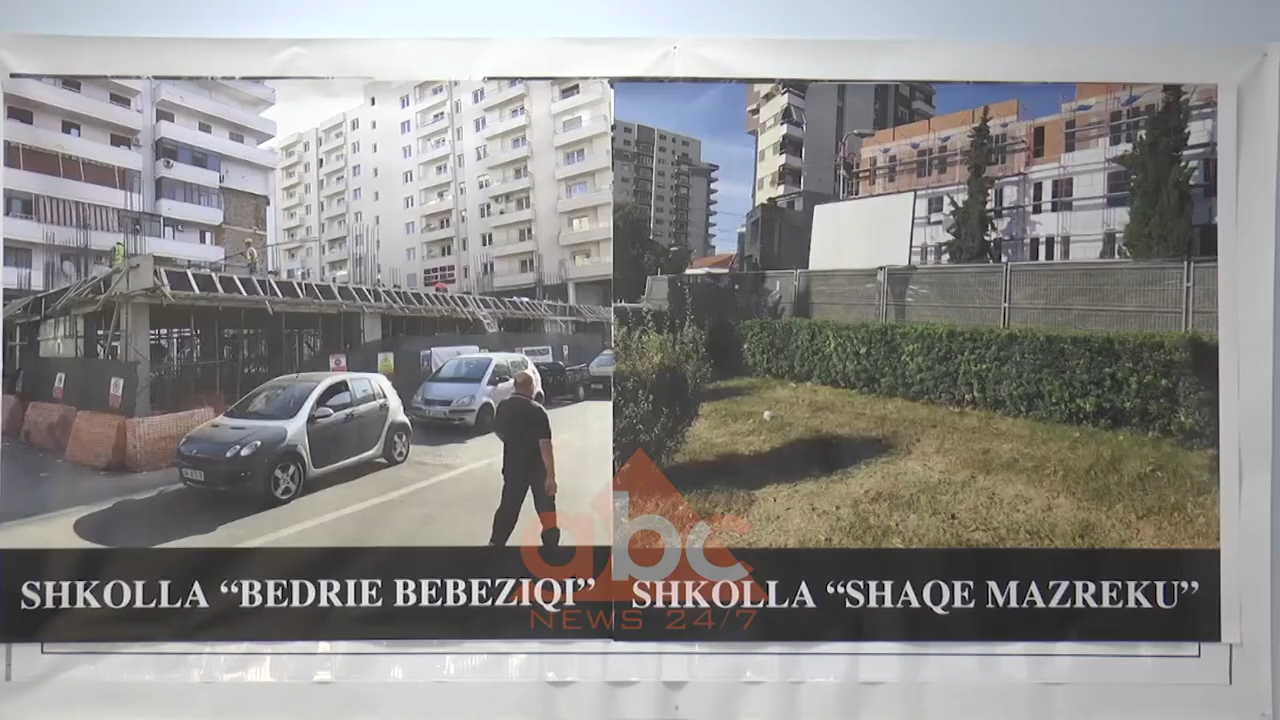 SHKOLLA “BEDRIE BEBEZIQI”
SHKOLLA “SHAQE MAZREKU”
abc
NEWS 24/7